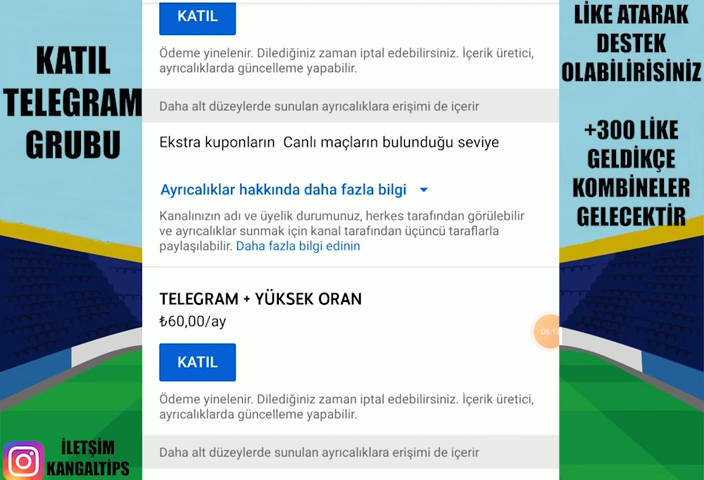 KATIL
TELEGRAM
GRUBU
İLETŞİM
KANGALTİPS
KATIL
Ödeme yinelenir. Dilediğiniz zaman iptal edebilirsiniz. İçerik üretici,
ayrıcalıklarda güncelleme yapabilir.
Daha alt düzeylerde sunulan ayrıcalıklara erişimi de içerir
Ekstra kuponların Canlı maçların bulunduğu seviye
Ayrıcalıklar hakkında daha fazla bilgi
Kanalınızın adı ve üyelik durumunuz, herkes tarafından görülebilir
ve ayrıcalıklar sunmak için kanal tarafından üçüncü taraflarla
paylaşılabilir. Daha fazla bilgi edinin
TELEGRAM + YÜKSEK ORAN
₺60,00/ay
KATIL
Ödeme yinelenir. Dilediğiniz zaman iptal edebilirsiniz. İçerik üretici,
ayrıcalıklarda güncelleme yapabilir.
Daha alt düzeylerde sunulan ayrıcalıklara erişimi de içerir
LİKE ATARAK
DESTEK
OLABİLİRİSİNİZ
+300 LİKE
GELDİKÇE
KOMBİNELER
GELECEKTİR